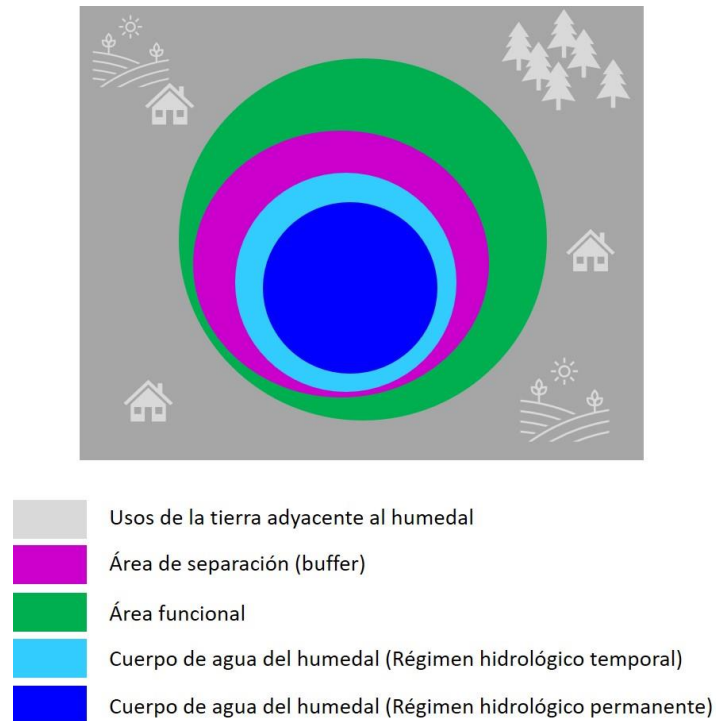 Usos de la tierra adyacente al humedal
Área de separación (buffer)
Área funcional
Cuerpo de agua del humedal (Régimen hidrológico temporal)
Cuerpo de agua del humedal (Régimen hidrológico permanente)